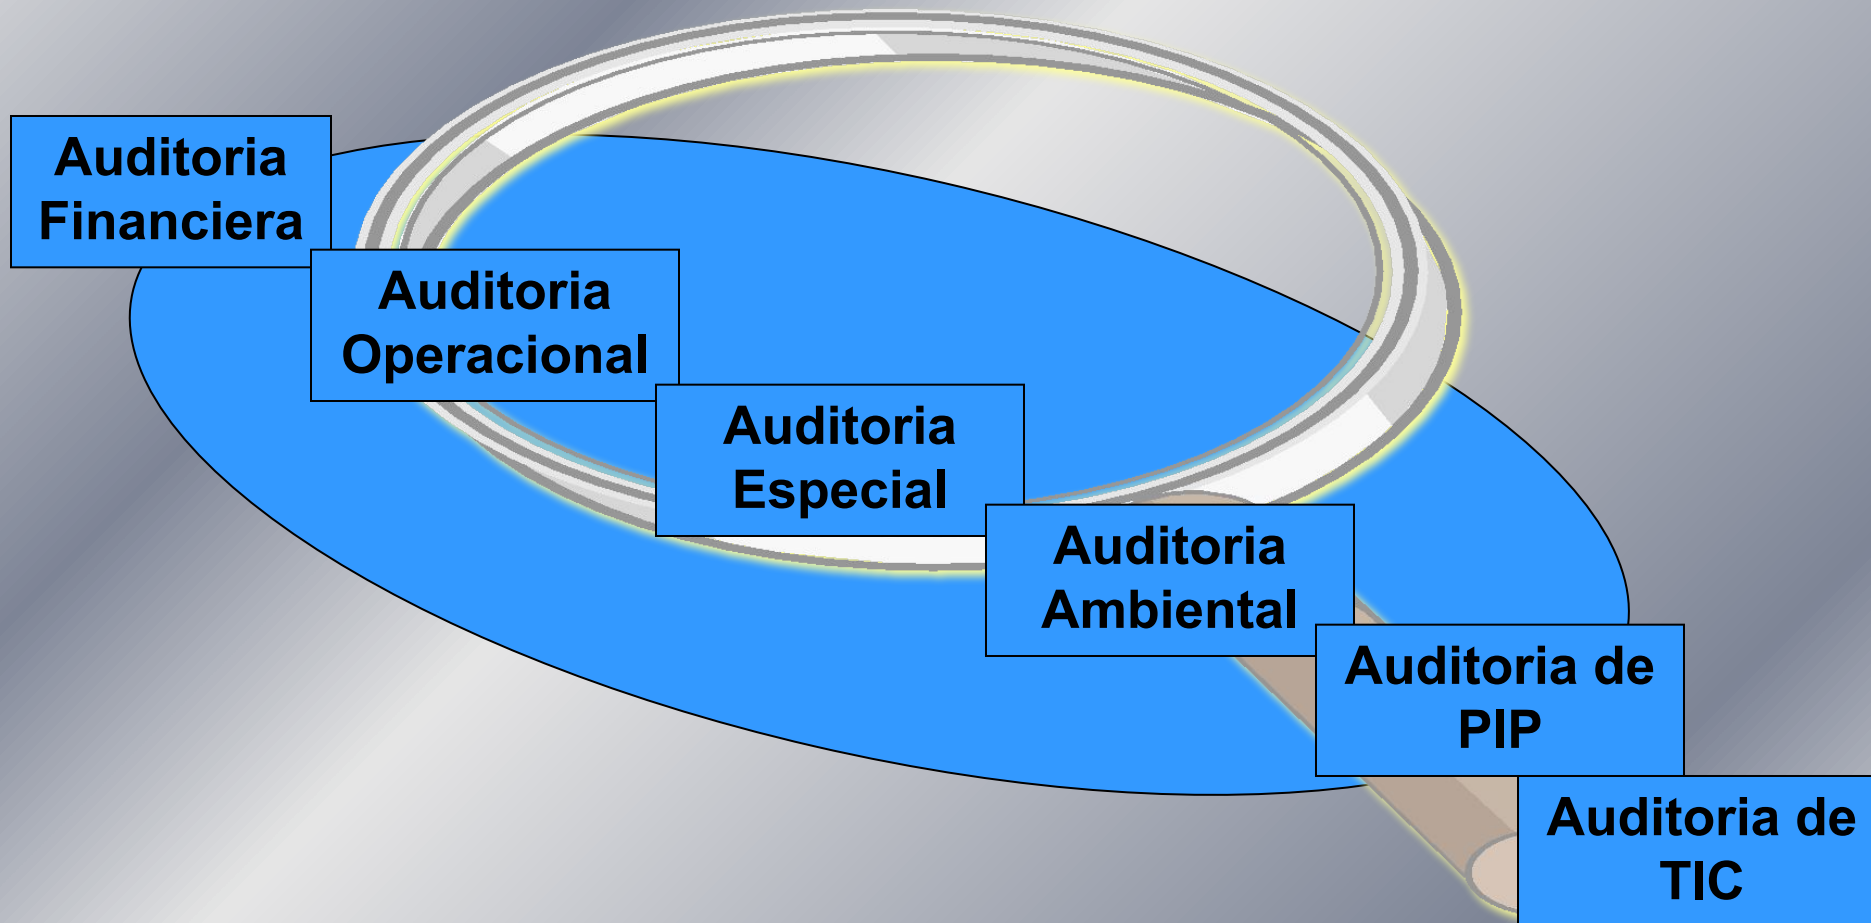 Auditoria
Financiera
Auditoria
Operacional
Auditoria
Especial
Auditoria
Ambiental
Auditoria de
PIP
Auditoria de
TIC